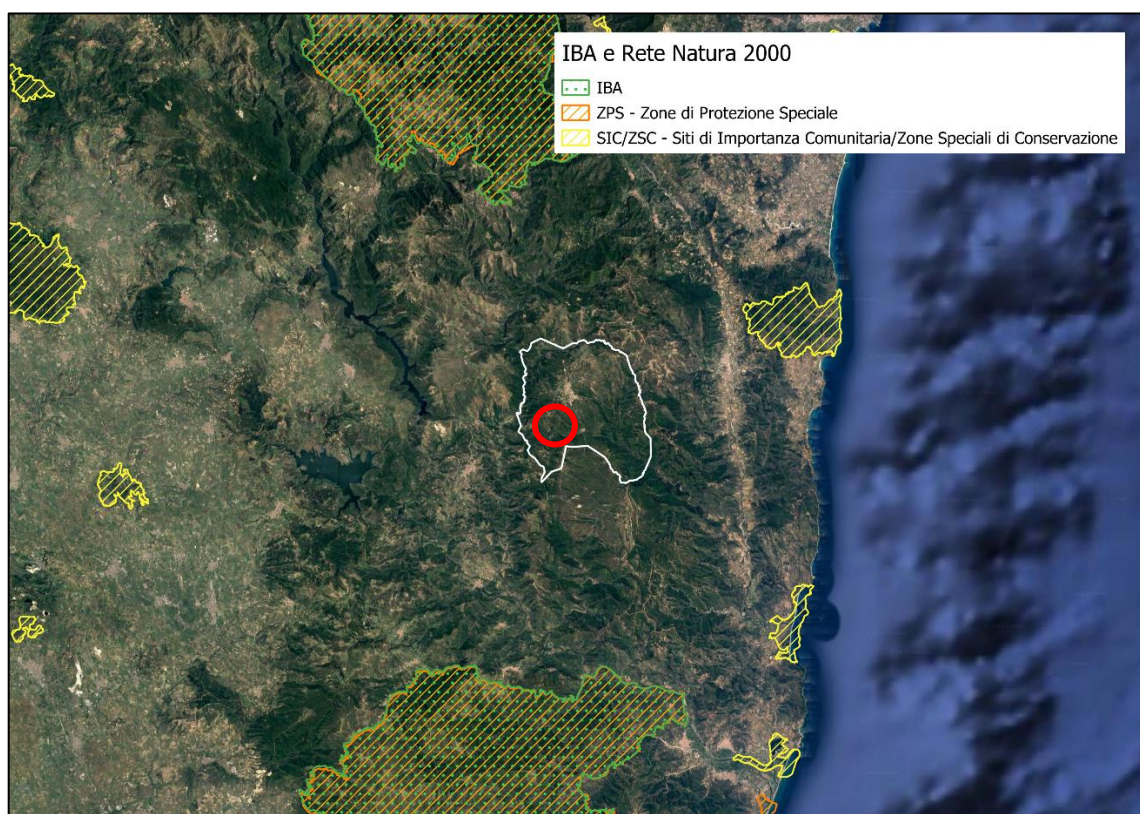 IBA e Rete Natura 2000
IBA
ZPS - Zone di Protezione Speciale
SIC/ZSC - Siti di Importanza Comunitaria/Zone Speciali di Conservazione